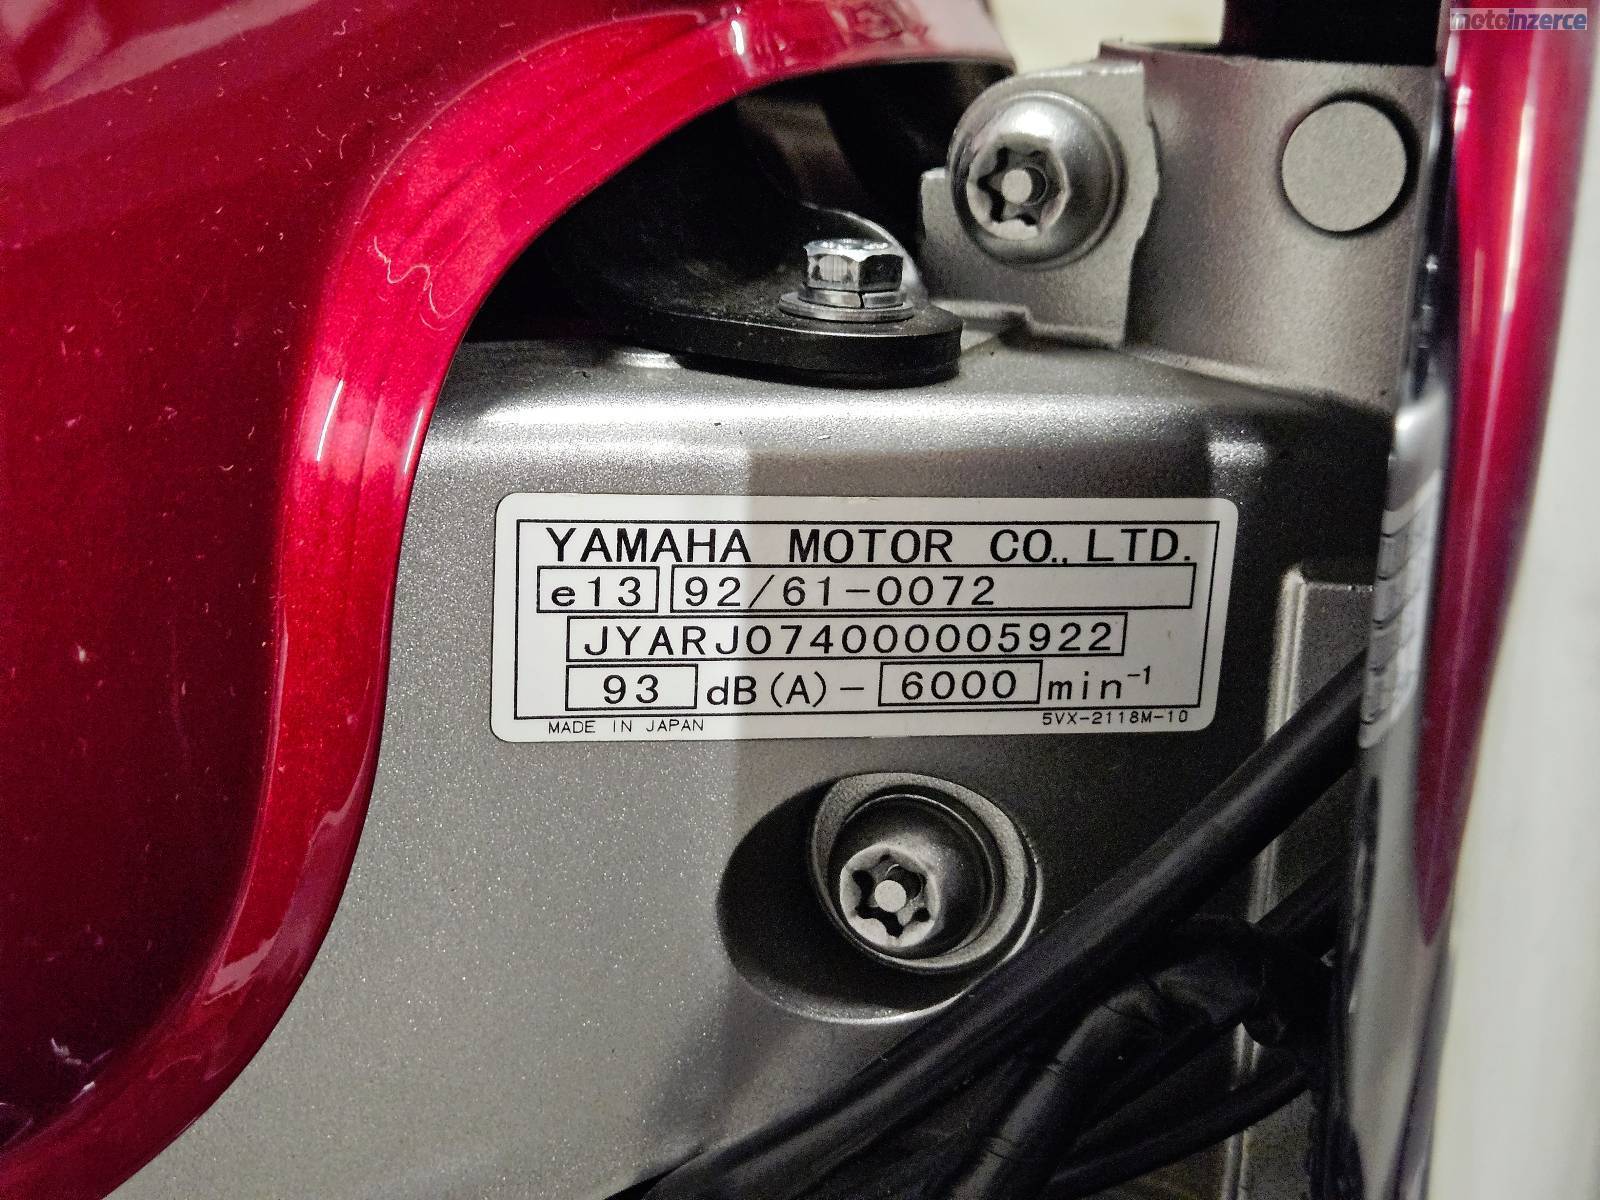 motoinzerce
YAMAHA MOTOR CO., LTD.
e13 92/61-0072
JYARJ074000005922
93 dB(A) - 6000 min⁻¹
MADE IN JAPAN 5VX-2118M-10